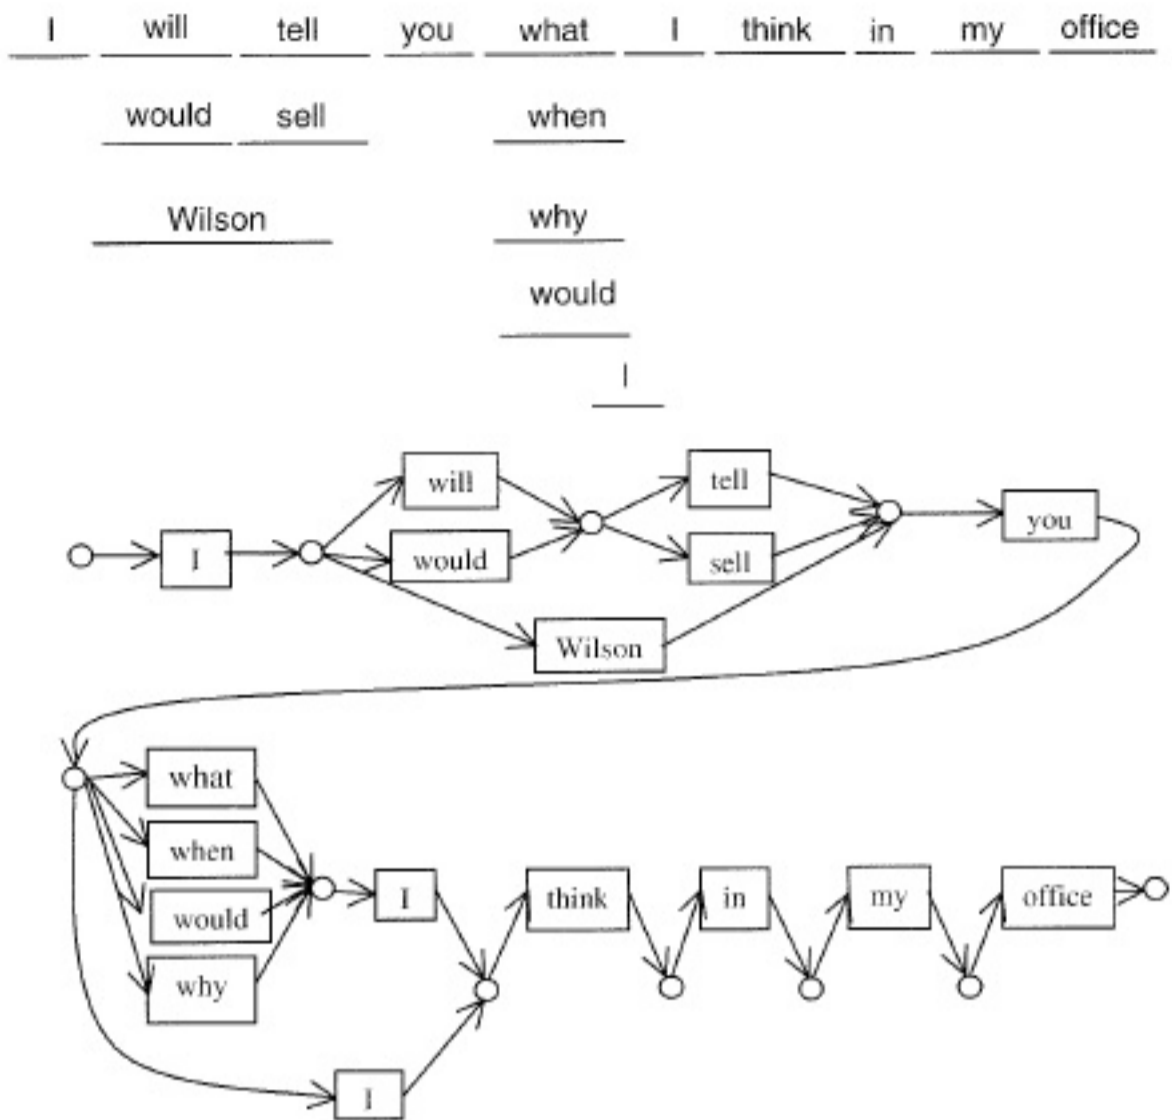 I will tell you what I think in my office
would sell when
Wilson why
would
I
will tell
I would sell you
Wilson
what
when
would I think in my office
why
I